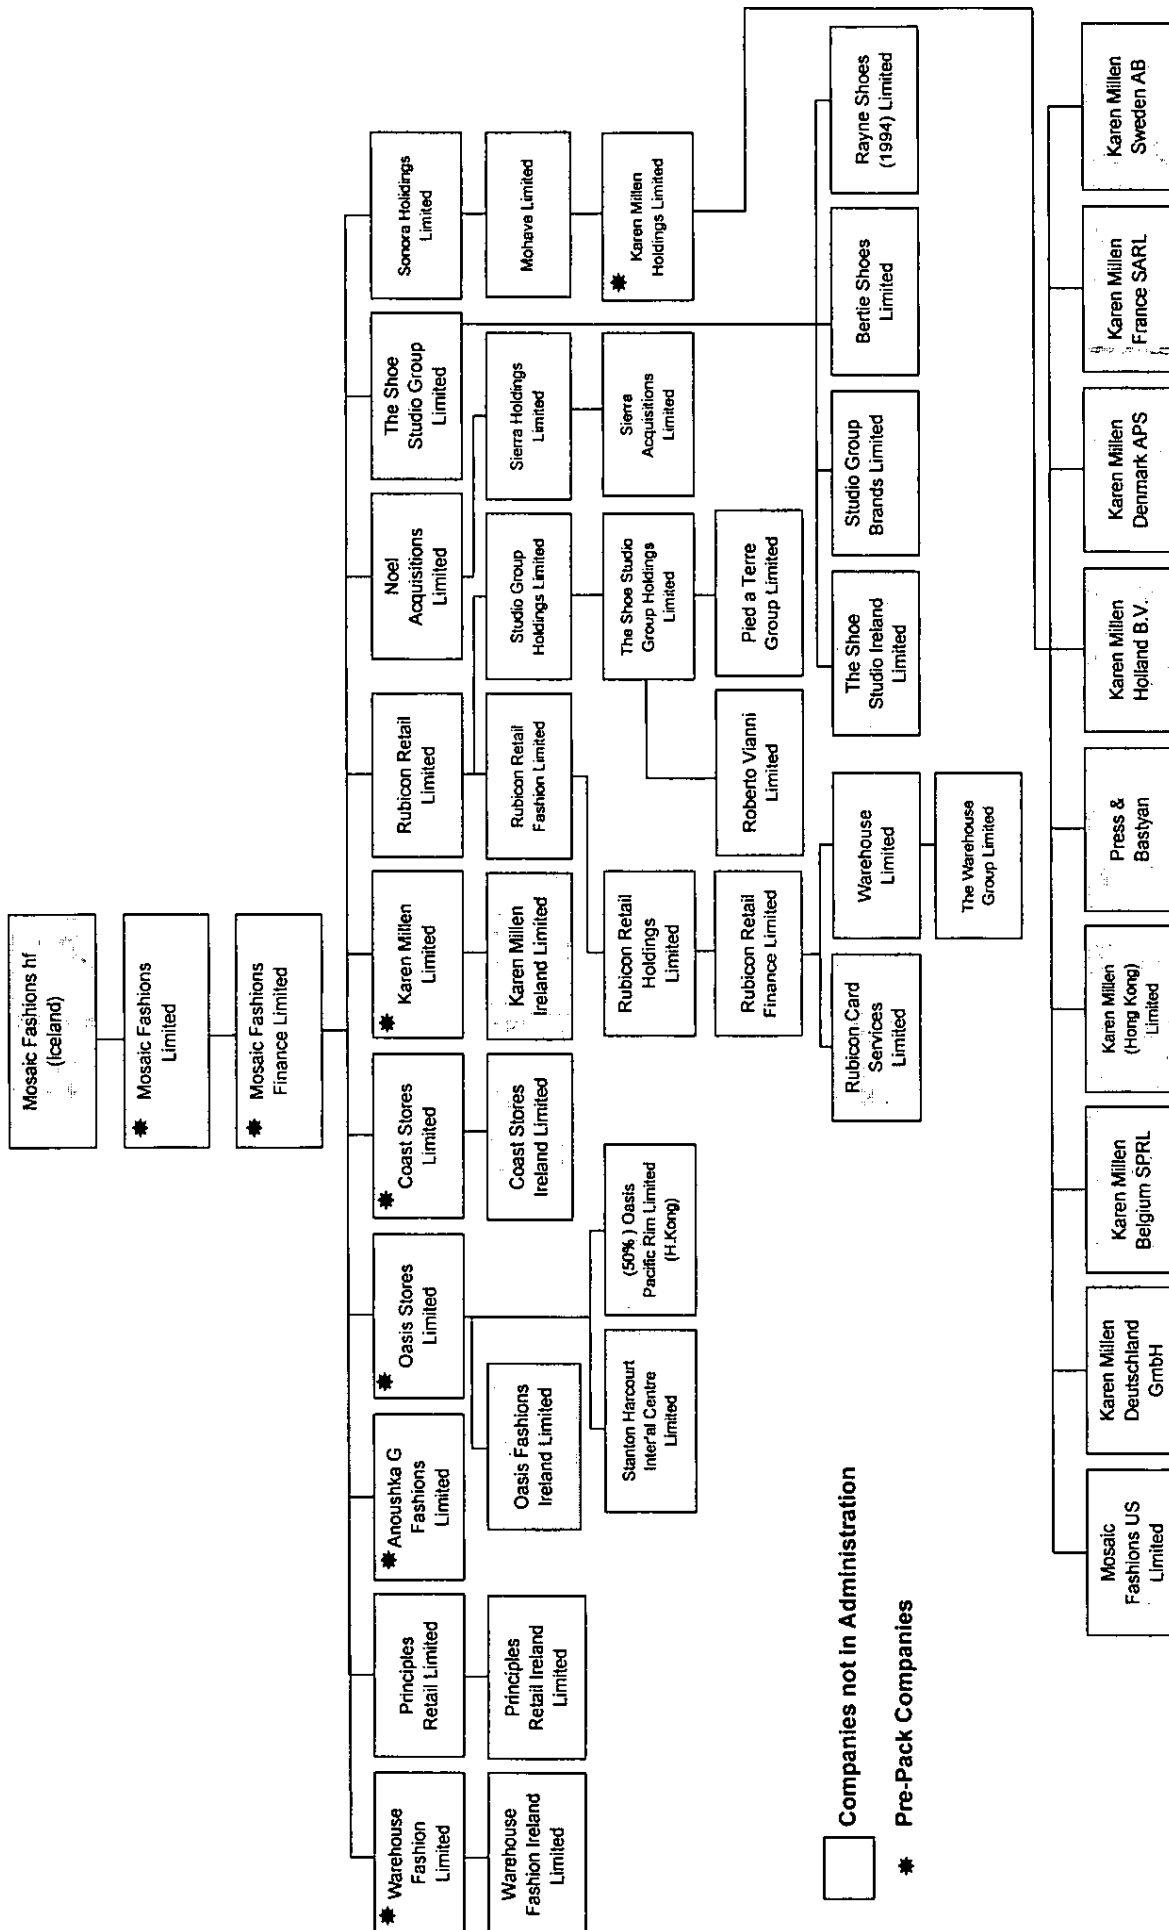 Mosaic Fashions hf
(Iceland)
✷ Mosaic Fashions
Limited
✷ Mosaic Fashions
Finance Limited
✷ Warehouse
Fashion
Limited
Principles
Retail Limited
✷ Anoushka G
Fashions
Limited
✷ Oasis Stores
Limited
✷ Coast Stores
Limited
✷ Karen Millen
Limited
Rubicon Retail
Limited
Noel
Acquisitions
Limited
The Shoe
Studio Group
Limited
Sonora Holdings
Limited
Warehouse
Fashion Ireland
Limited
Principles
Retail Ireland
Limited
Oasis Fashions
Ireland Limited
Coast Stores
Ireland Limited
Karen Millen
Ireland Limited
Rubicon Retail
Fashion Limited
Studio Group
Holdings Limited
Sierra Holdings
Limited
Mohave Limited
Stanton Harcourt
Inter'al Centre
Limited
(50% ) Oasis
Pacific Rim Limited
(H.Kong)
Rubicon Retail
Holdings
Limited
The Shoe Studio
Group Holdings
Limited
Sierra
Acquisitions
Limited
✷ Karen Millen
Holdings Limited
Rubicon Retail
Finance Limited
Roberto Vianni
Limited
Pied a Terre
Group Limited
Rubicon Card
Services
Limited
Warehouse
Limited
The Shoe
Studio Ireland
Limited
Studio Group
Brands Limited
Bertie Shoes
Limited
Rayne Shoes
(1994) Limited
The Warehouse
Group Limited
Companies not in Administration
✷ Pre-Pack Companies
Mosaic
Fashions US
Limited
Karen Millen
Deutschland
GmbH
Karen Millen
Belgium SPRL
Karen Millen
(Hong Kong)
Limited
Press &
Bastyan
Karen Millen
Holland B.V.
Karen Millen
Denmark APS
Karen Millen
France SARL
Karen Millen
Sweden AB